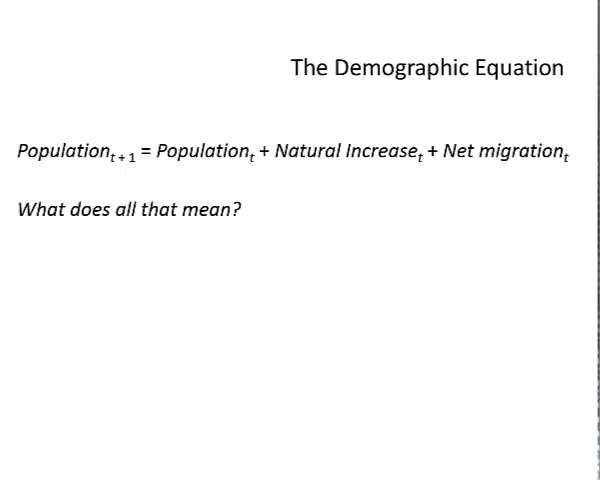 The Demographic Equation
Populationₜ₊₁ = Populationₜ + Natural Increaseₜ + Net migrationₜ
What does all that mean?